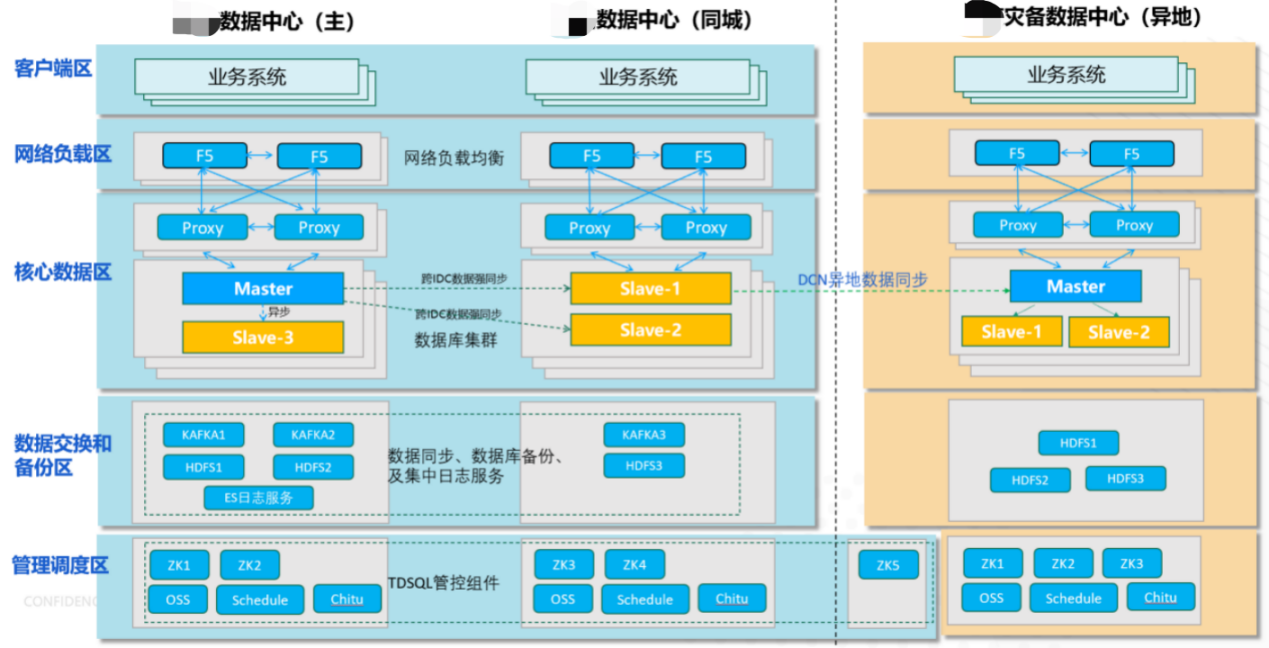 数据中心（主）
数据中心（同城）
灾备数据中心（异地）
客户端区
业务系统
业务系统
业务系统
网络负载区
F5
F5
网络负载均衡
F5
F5
F5
F5
核心数据区
Proxy
Proxy
Proxy
Proxy
Proxy
Proxy
Master
跨IDC数据强同步
Slave-1
DCN异地数据同步
Master
异步
跨IDC数据强同步
Slave-3
数据库集群
Slave-2
Slave-1
Slave-2
数据交换和
备份区
KAFKA1
KAFKA2
HDFS1
HDFS2
ES日志服务
数据同步、数据库备份、
及集中日志服务
KAFKA3
HDFS3
HDFS1
HDFS2
HDFS3
管理调度区
ZK1
ZK2
OSS
Schedule
Chitu
TDSQL管控组件
ZK3
ZK4
OSS
Schedule
Chitu
ZK5
ZK1
ZK2
ZK3
OSS
Schedule
Chitu
CONFIDENC